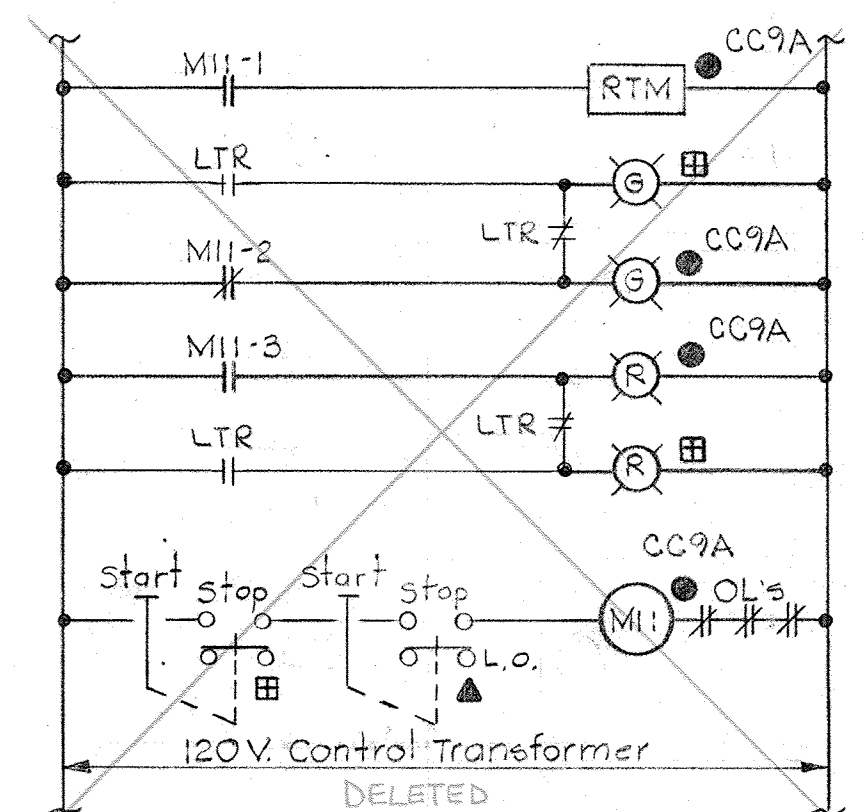 CC9A
M11-1
RTM
LTR
G
LTR
CC9A
M11-2
G
CC9A
M11-3
R
LTR
LTR
R
CC9A
Start
Stop
Start
Stop
OL's
M11
L.O.
120V. Control Transformer
DELETED